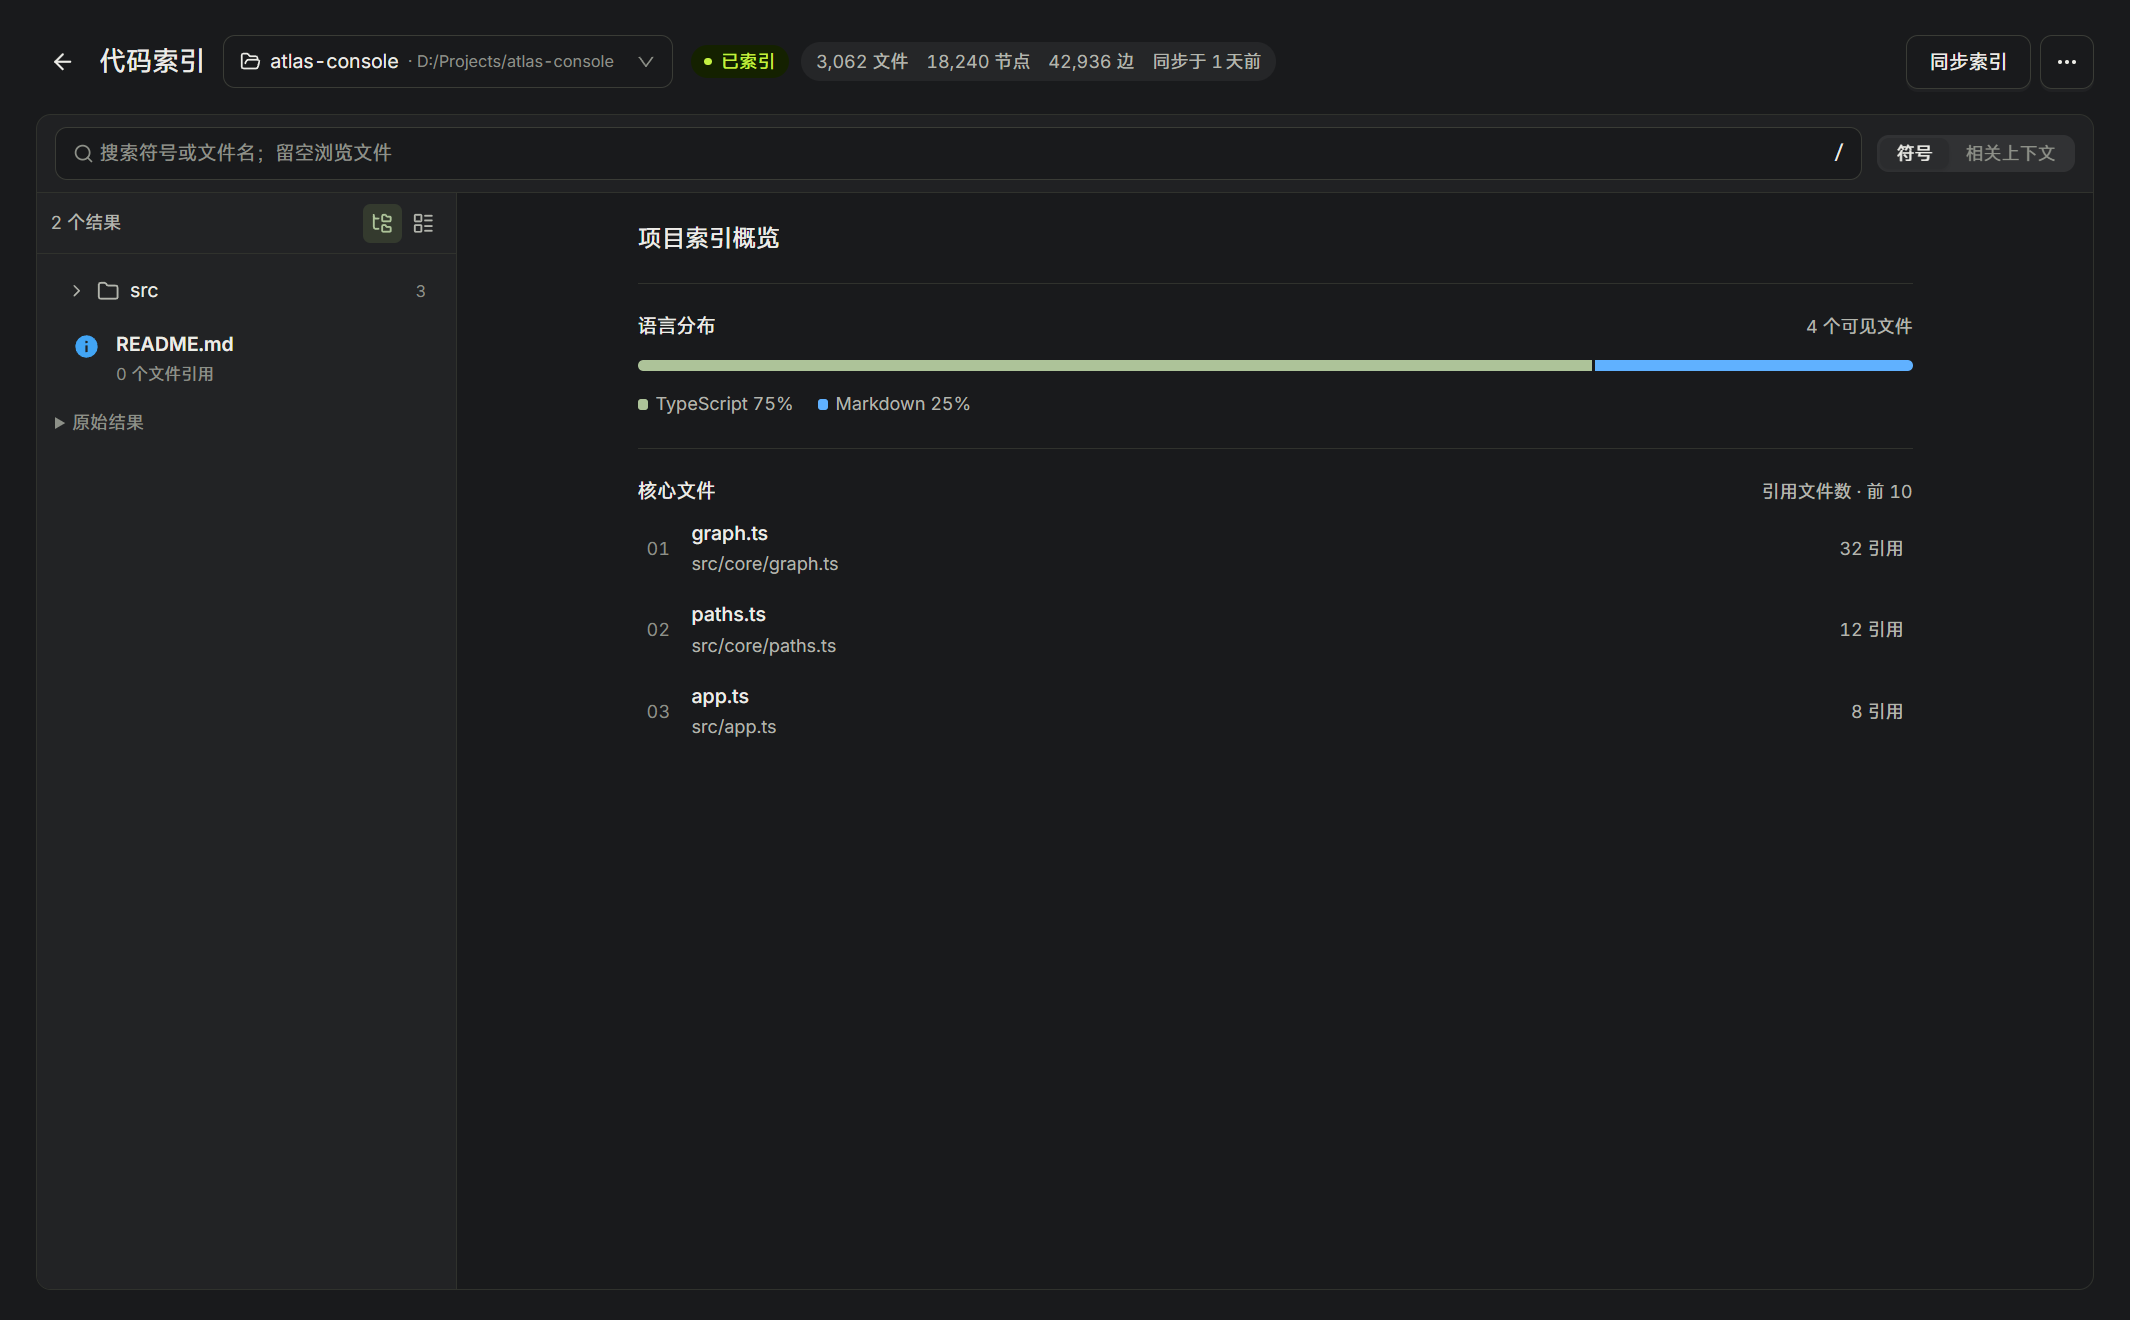 代码索引
atlas-console · D:/Projects/atlas-console
已索引
3,062 文件 18,240 节点 42,936 边 同步于 1 天前
同步索引
搜索符号或文件名；留空浏览文件
/
符号
相关上下文
2 个结果
src
3
README.md
0 个文件引用
原始结果
项目索引概览
语言分布
4 个可见文件
TypeScript 75%
Markdown 25%
核心文件
引用文件数 · 前 10
01
graph.ts
src/core/graph.ts
32 引用
02
paths.ts
src/core/paths.ts
12 引用
03
app.ts
src/app.ts
8 引用